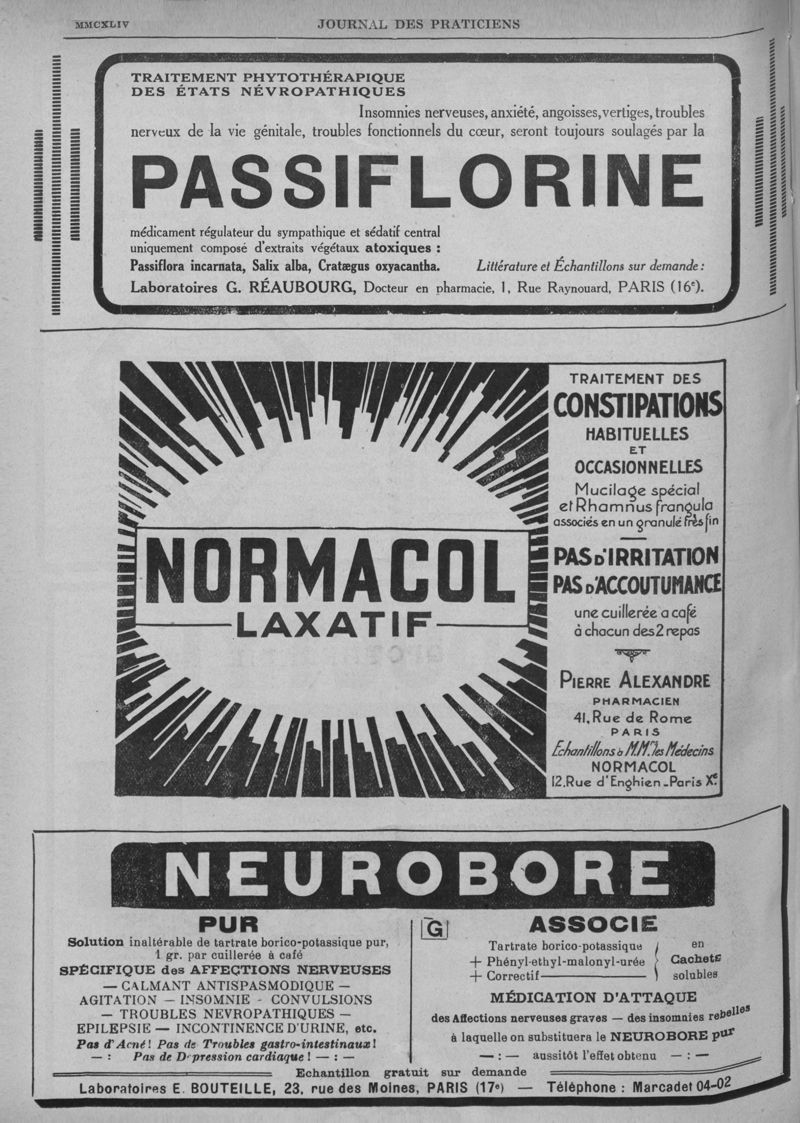 MMCXLIV
JOURNAL DES PRATICIENS
TRAITEMENT PHYTOTHÉRAPIQUE
DES ÉTATS NÉVROPATHIQUES
Insomnies nerveuses, anxiété, angoisses, vertiges, troubles
nerveux de la vie génitale, troubles fonctionnels du cœur, seront toujours soulagés par la
PASSIFLORINE
médicament régulateur du sympathique et sédatif central
uniquement composé d'extraits végétaux atoxiques :
Passiflora incarnata, Salix alba, Cratægus oxyacantha.
Littérature et Échantillons sur demande :
Laboratoires G. RÉAUBOURG, Docteur en pharmacie, 1, Rue Raynouard, PARIS (16e).
NORMACOL
LAXATIF
TRAITEMENT DES
CONSTIPATIONS
HABITUELLES
ET
OCCASIONNELLES
Mucilage spécial
et Rhamnus frangula
associés en un granulé très fin
PAS D'IRRITATION
PAS D'ACCOUTUMANCE
une cuillerée a café
à chacun des 2 repas
PIERRE ALEXANDRE
PHARMACIEN
41, Rue de Rome
PARIS
Echantillons à M.M. les Médecins
NORMACOL
12, Rue d'Enghien - Paris Xe
NEUROBORE
PUR
Solution inaltérable de tartrate borico-potassique pur,
1 gr. par cuillerée à café
SPÉCIFIQUE des AFFECTIONS NERVEUSES
— CALMANT ANTISPASMODIQUE —
AGITATION — INSOMNIE - CONVULSIONS
— TROUBLES NEVROPATHIQUES —
EPILEPSIE — INCONTINENCE D'URINE, etc.
Pas d'Acné ! Pas de Troubles gastro-intestinaux !
— : Pas de Dépression cardiaque ! — : —
G
ASSOCIE
Tartrate borico-potassique
+ Phényl-ethyl-malonyl-urée
+ Correctif
en
Cachets
solubles
MÉDICATION D'ATTAQUE
des Affections nerveuses graves — des insomnies rebelles
à laquelle on substituera le NEUROBORE pur
— : — aussitôt l'effet obtenu — : —
Echantillon gratuit sur demande
Laboratoires E. BOUTEILLE, 23, rue des Moines, PARIS (17e) — Téléphone : Marcadet 04-02